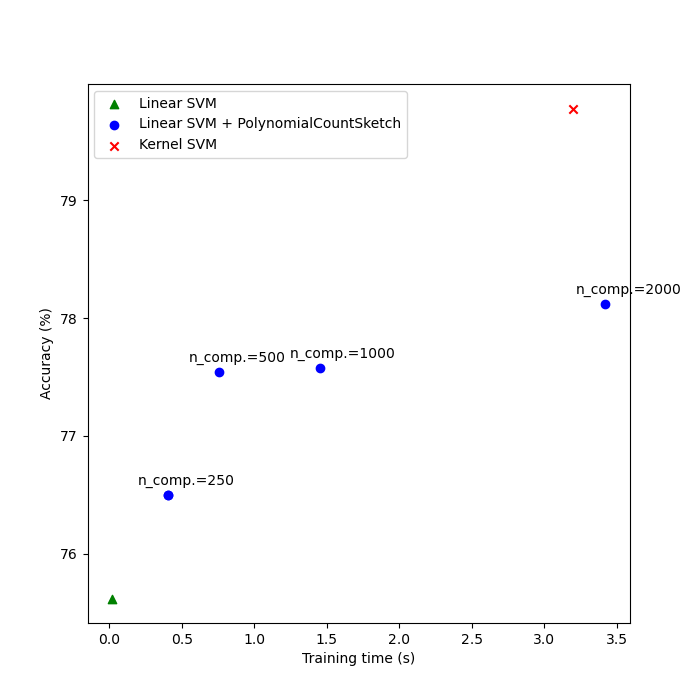 Linear SVM
Linear SVM + PolynomialCountSketch
Kernel SVM
79
78
77
76
Accuracy (%)
n_comp.=2000
n_comp.=500
n_comp.=1000
n_comp.=250
0.0
0.5
1.0
1.5
2.0
2.5
3.0
3.5
Training time (s)